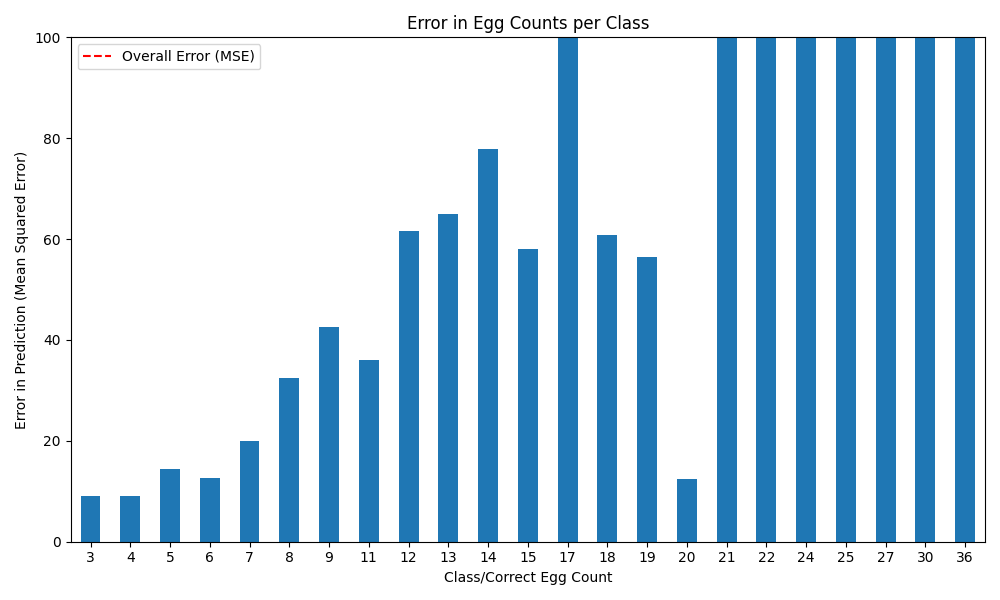 Error in Egg Counts per Class
Overall Error (MSE)
Error in Prediction (Mean Squared Error)
100
80
60
40
20
0
3 4 5 6 7 8 9 11 12 13 14 15 17 18 19 20 21 22 24 25 27 30 36
Class/Correct Egg Count